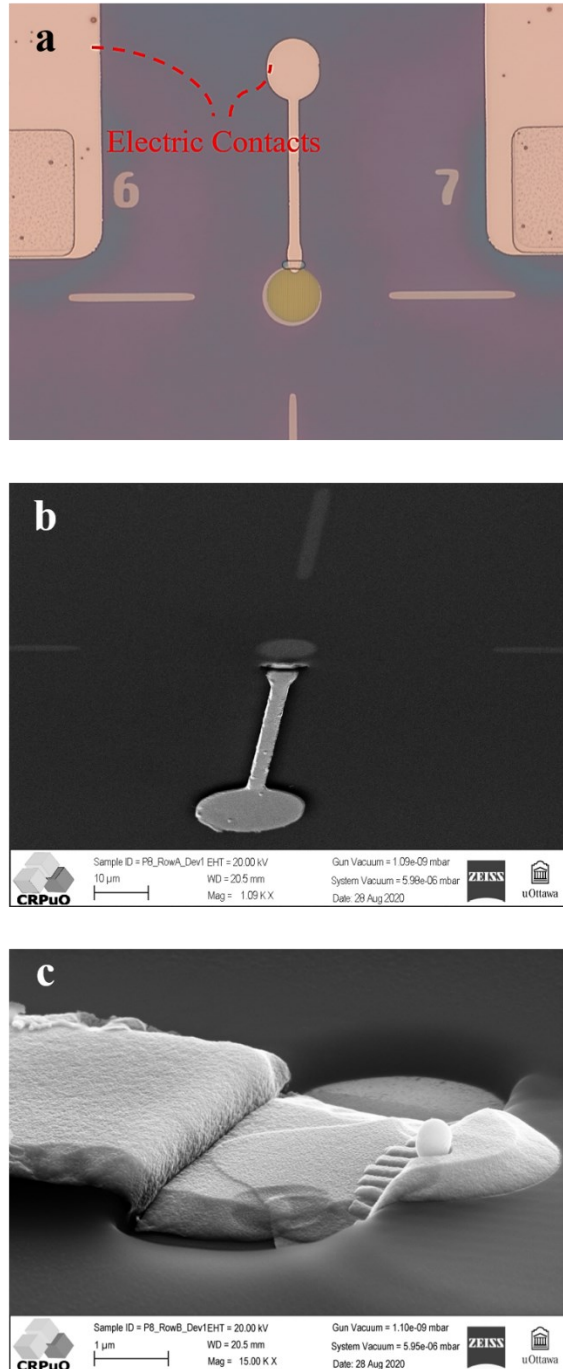 a
Electric Contacts
6
7
b
CRPuO
10 µm
Sample ID = P8_RowA_Dev1 EHT = 20.00 kV
WD = 20.5 mm
Mag = 1.09 K X
Gun Vacuum = 1.09e-09 mbar
System Vacuum = 5.98e-06 mbar
Date: 28 Aug 2020
ZEISS
uOttawa
c
CRPuO
1 µm
Sample ID = P8_RowB_Dev1 EHT = 20.00 kV
WD = 20.5 mm
Mag = 15.00 K X
Gun Vacuum = 1.10e-09 mbar
System Vacuum = 5.95e-06 mbar
Date: 28 Aug 2020
ZEISS
uOttawa